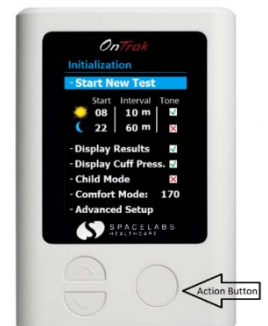 OnTrak
Initialization
- Start New Test
Start Interval Tone
08 10 m
22 60 m
- Display Results
- Display Cuff Press.
- Child Mode
- Comfort Mode: 170
- Advanced Setup
SPACELABS
HEALTHCARE
Action Button